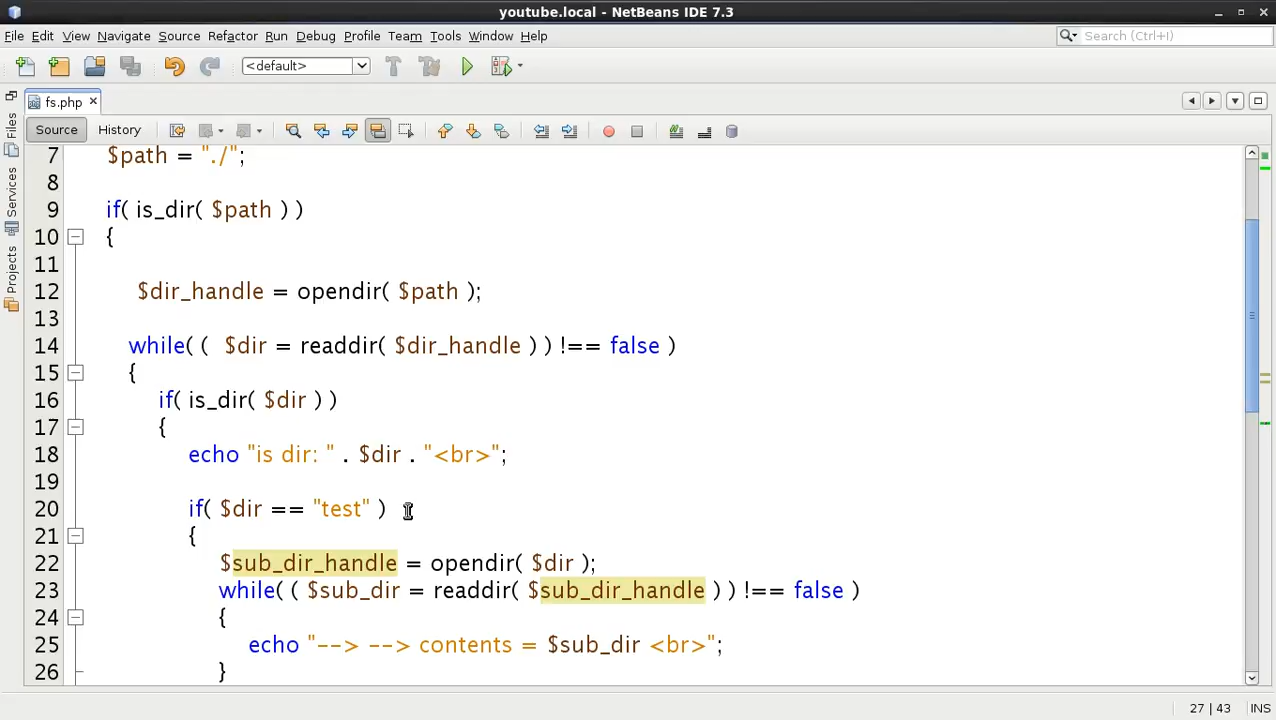 youtube.local - NetBeans IDE 7.3
File Edit View Navigate Source Refactor Run Debug Profile Team Tools Window Help
Search (Ctrl+I)
<default>
fs.php
Source History
Files
Services
Projects
7 $path = "./";
8
9 if( is_dir( $path ) )
10 {
11
12 $dir_handle = opendir( $path );
13
14 while( (  $dir = readdir( $dir_handle ) ) !== false )
15 {
16 if( is_dir( $dir ) )
17 {
18 echo "is dir: " . $dir . "<br>";
19
20 if( $dir == "test" )
21 {
22 $sub_dir_handle = opendir( $dir );
23 while( ( $sub_dir = readdir( $sub_dir_handle ) ) !== false )
24 {
25 echo "--> --> contents = $sub_dir <br>";
26 }
27 | 43 INS